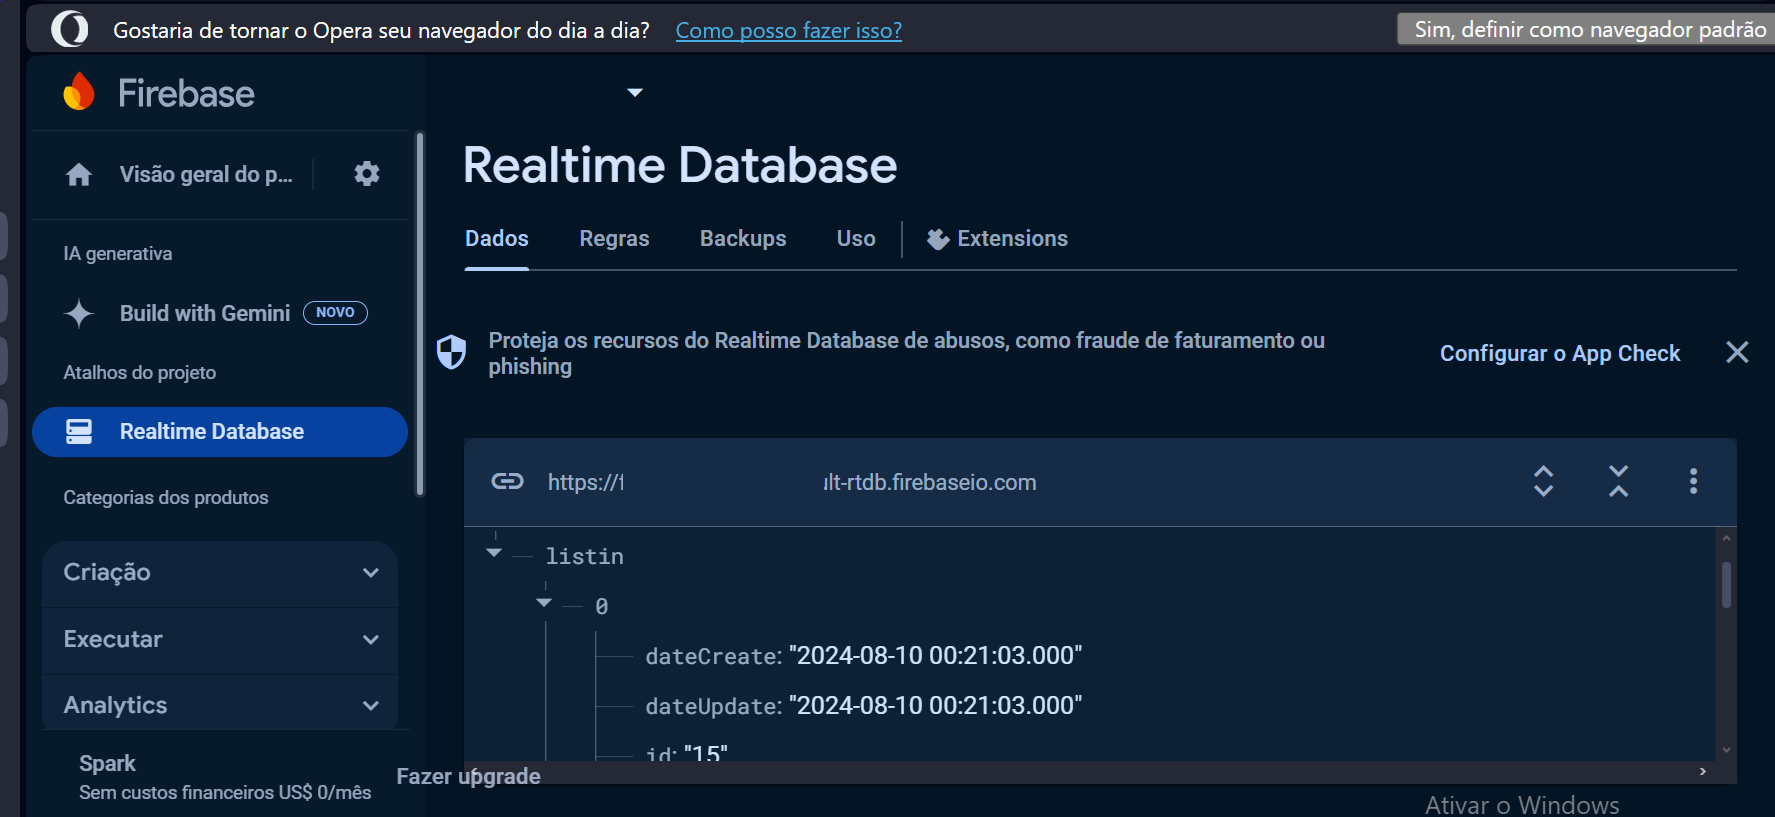 Gostaria de tornar o Opera seu navegador do dia a dia? Como posso fazer isso? Sim, definir como navegador padrão
Firebase
Visão geral do p...
IA generativa
Build with Gemini NOVO
Atalhos do projeto
Realtime Database
Categorias dos produtos
Criação
Executar
Analytics
Spark
Sem custos financeiros US$ 0/mês
Fazer upgrade
Realtime Database
Dados Regras Backups Uso Extensions
Proteja os recursos do Realtime Database de abusos, como fraude de faturamento ou
phishing
Configurar o App Check
https:// lt-rtdb.firebaseio.com
listin
0
dateCreate: "2024-08-10 00:21:03.000"
dateUpdate: "2024-08-10 00:21:03.000"
id: "15"
Ativar o Windows